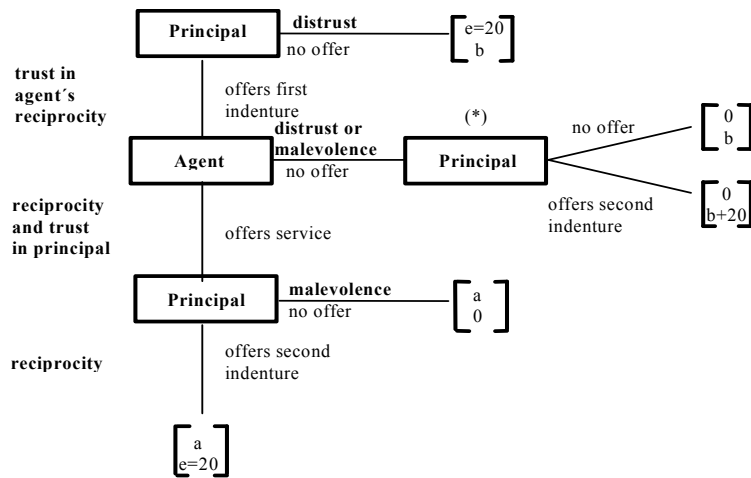 Principal
distrust
no offer
e=20
b
trust in
agent´s
reciprocity
offers first
indenture
Agent
distrust or
malevolence
no offer
(*)
Principal
no offer
0
b
offers second
indenture
0
b+20
reciprocity
and trust
in principal
offers service
Principal
malevolence
no offer
a
0
reciprocity
offers second
indenture
a
e=20